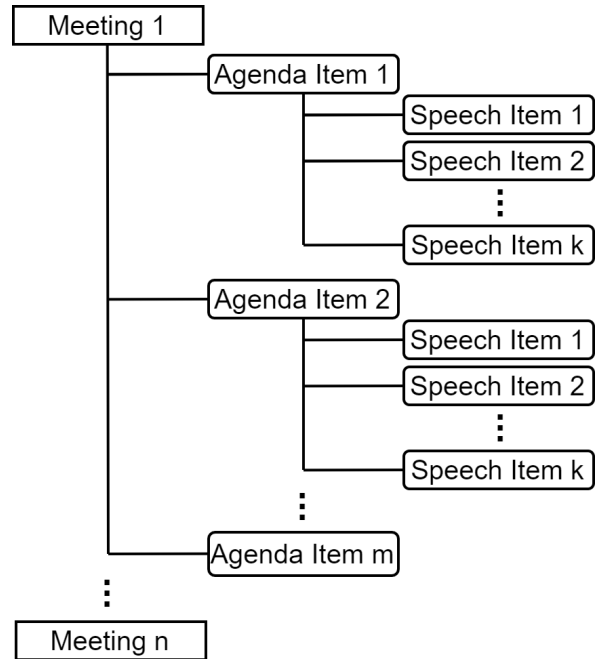 Meeting 1
Agenda Item 1
Speech Item 1
Speech Item 2
Speech Item k
Agenda Item 2
Speech Item 1
Speech Item 2
Speech Item k
Agenda Item m
Meeting n